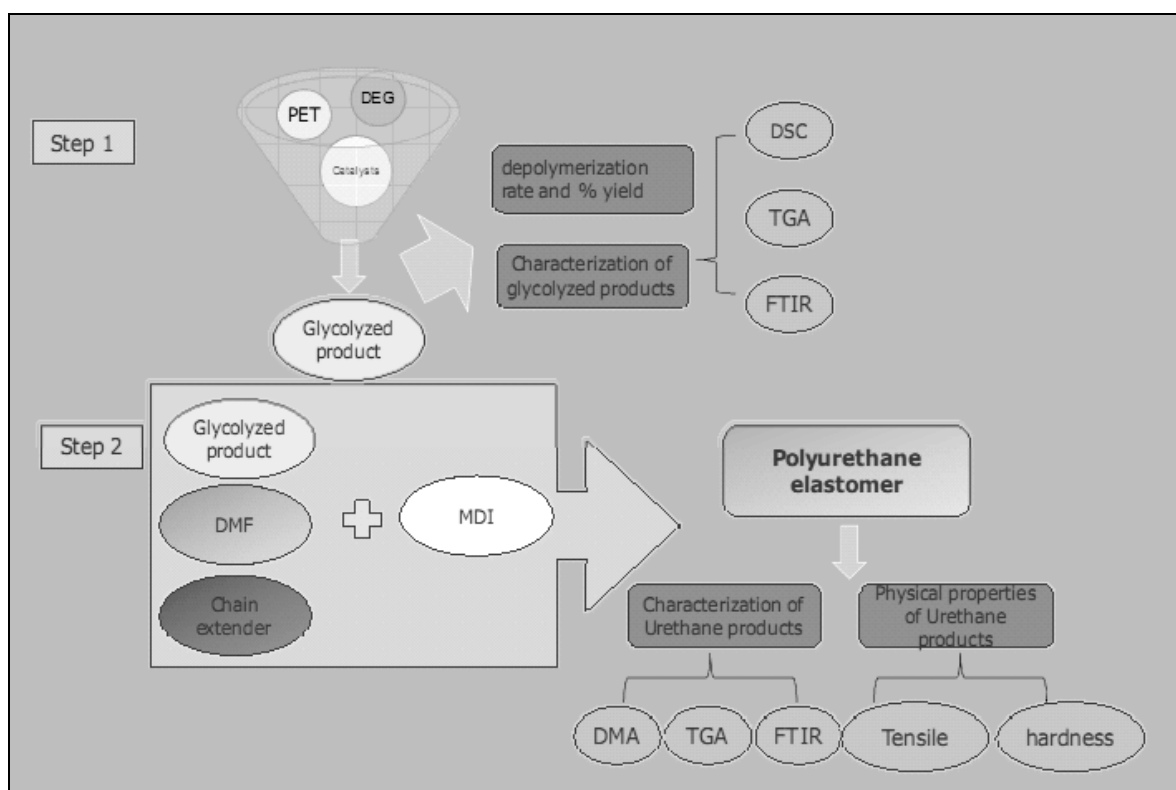 Step 1
PET
DEG
Catalysts
depolymerization
rate and % yield
Characterization of
glycolyzed products
DSC
TGA
FTIR
Glycolyzed
product
Step 2
Glycolyzed
product
DMF
Chain
extender
MDI
Polyurethane
elastomer
Characterization of
Urethane products
Physical properties
of Urethane
products
DMA
TGA
FTIR
Tensile
hardness